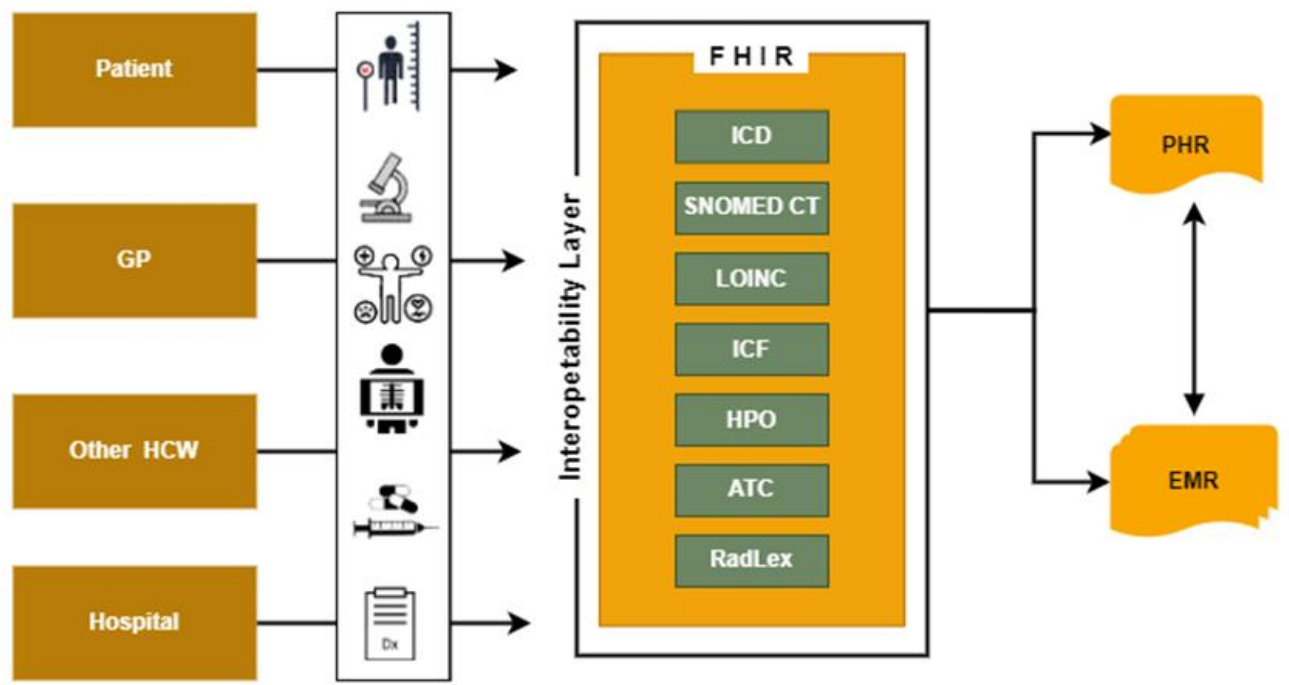 Patient
GP
Other HCW
Hospital
Dx
Interopetability Layer
FHIR
ICD
SNOMED CT
LOINC
ICF
HPO
ATC
RadLex
PHR
EMR